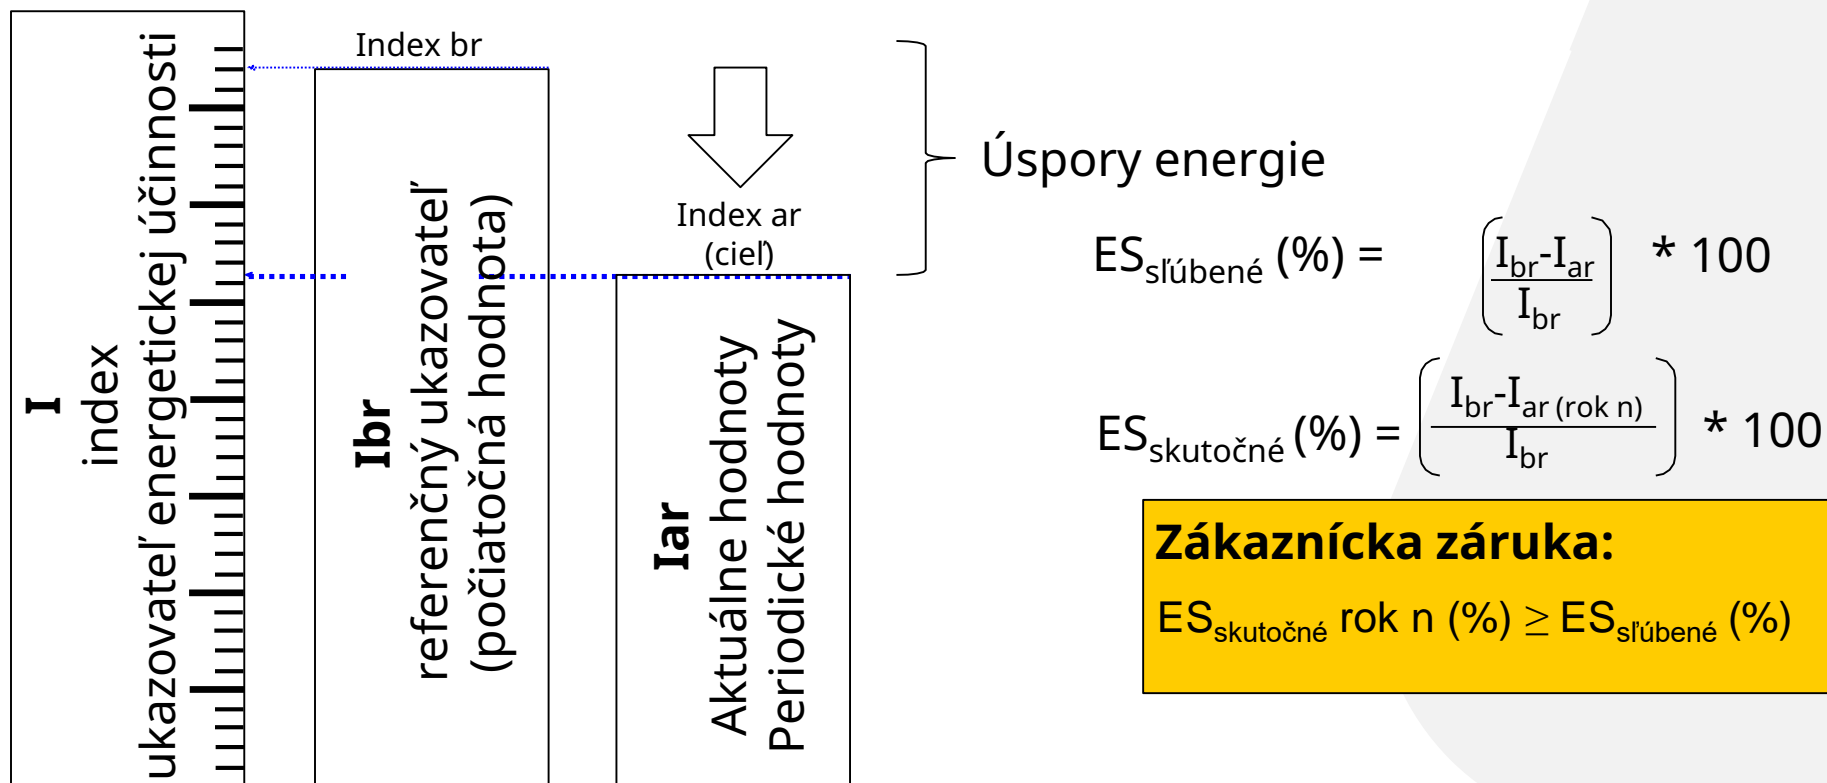 I
index
ukazovateľ energetickej účinnosti
Index br
Ibr
referenčný ukazovateľ
(počiatočná hodnota)
Index ar
(cieľ)
Iar
Aktuálne hodnoty
Periodické hodnoty
Úspory energie
ESsľúbené (%) = (Ibr-Iar / Ibr) * 100
ESskutočné (%) = (Ibr-Iar (rok n) / Ibr) * 100
Zákaznícka záruka:
ESskutočné rok n (%) ≥ ESsľúbené (%)